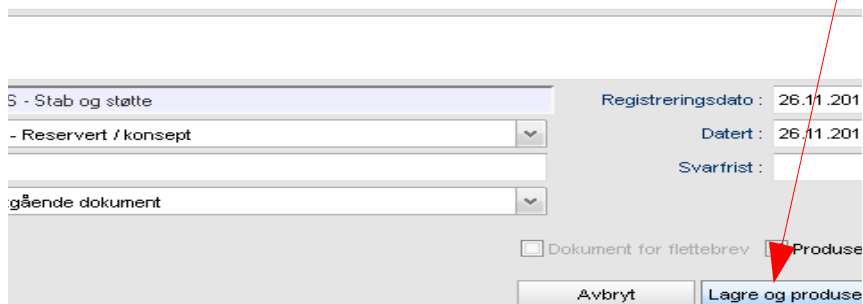 S - Stab og støtte
Registreringsdato : 26.11.201
- Reservert / konsept
Datert : 26.11.201
Svarfrist :
gående dokument
Dokument for flettebrev Produse
Avbryt Lagre og produse